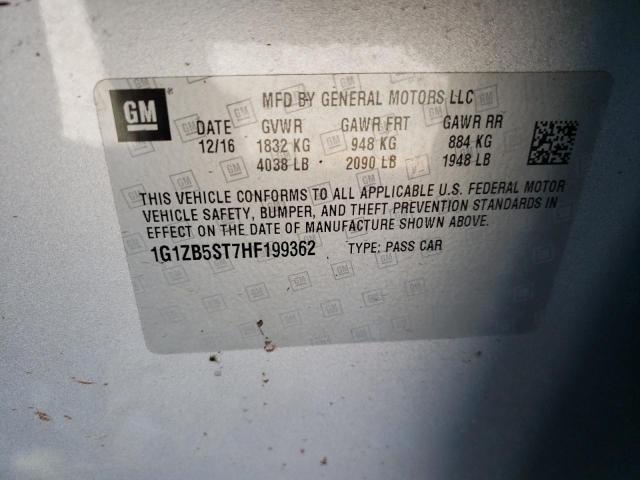 GM
MFD BY GENERAL MOTORS LLC
DATE GVWR GAWR FRT GAWR RR
12/16 1832 KG 948 KG 884 KG
4038 LB 2090 LB 1948 LB
THIS VEHICLE CONFORMS TO ALL APPLICABLE U.S. FEDERAL MOTOR
VEHICLE SAFETY, BUMPER, AND THEFT PREVENTION STANDARDS IN
EFFECT ON THE DATE OF MANUFACTURE SHOWN ABOVE.
1G1ZB5ST7HF199362 TYPE: PASS CAR